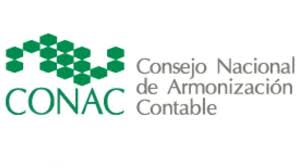 CONAC
Consejo Nacional
de Armonización
Contable